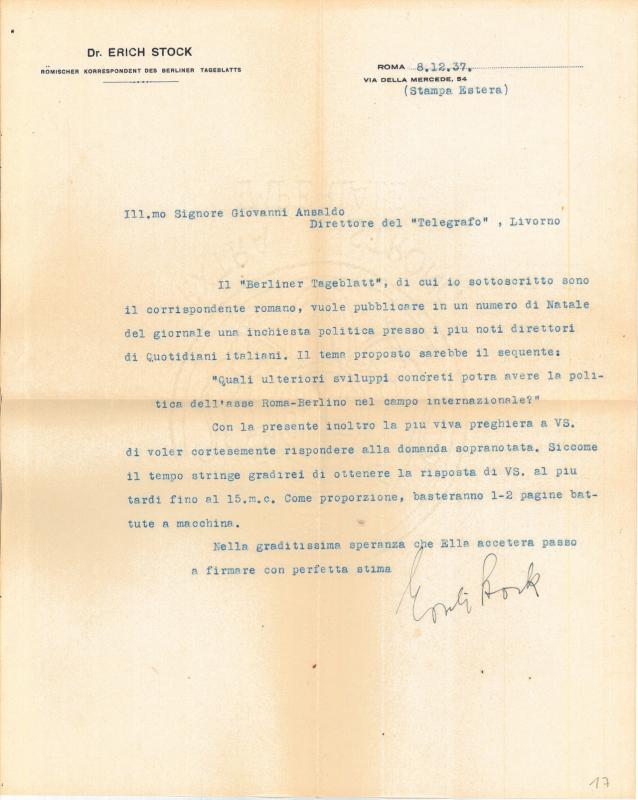 Dr. ERICH STOCK
RÖMISCHER KORRESPONDENT DES BERLINER TAGEBLATTS
ROMA 8.12.37.
VIA DELLA MERCEDE, 54
(Stampa Estera)
Ill.mo Signore Giovanni Ansaldo
Direttore del "Telegrafo" , Livorno
Il "Berliner Tageblatt", di cui io sottoscritto sono
il corrispondente romano, vuole pubblicare in un numero di Natale
del giornale una inchiesta politica presso i piu noti direttori
di Quotidiani italiani. Il tema proposto sarebbe il sequente:
"Quali ulteriori sviluppi concreti potra avere la poli-
tica dell'asse Roma-Berlino nel campo internazionale?"
Con la presente inoltro la piu viva preghiera a VS.
di voler cortesemente rispondere alla domanda sopranotata. Siccome
il tempo stringe gradirei di ottenere la risposta di VS. al piu
tardi fino al 15.m.c. Come proporzione, basteranno 1-2 pagine bat-
tute a macchina.
Nella graditissima speranza che Ella accetera passo
a firmare con perfetta stima
Erich Stock
17